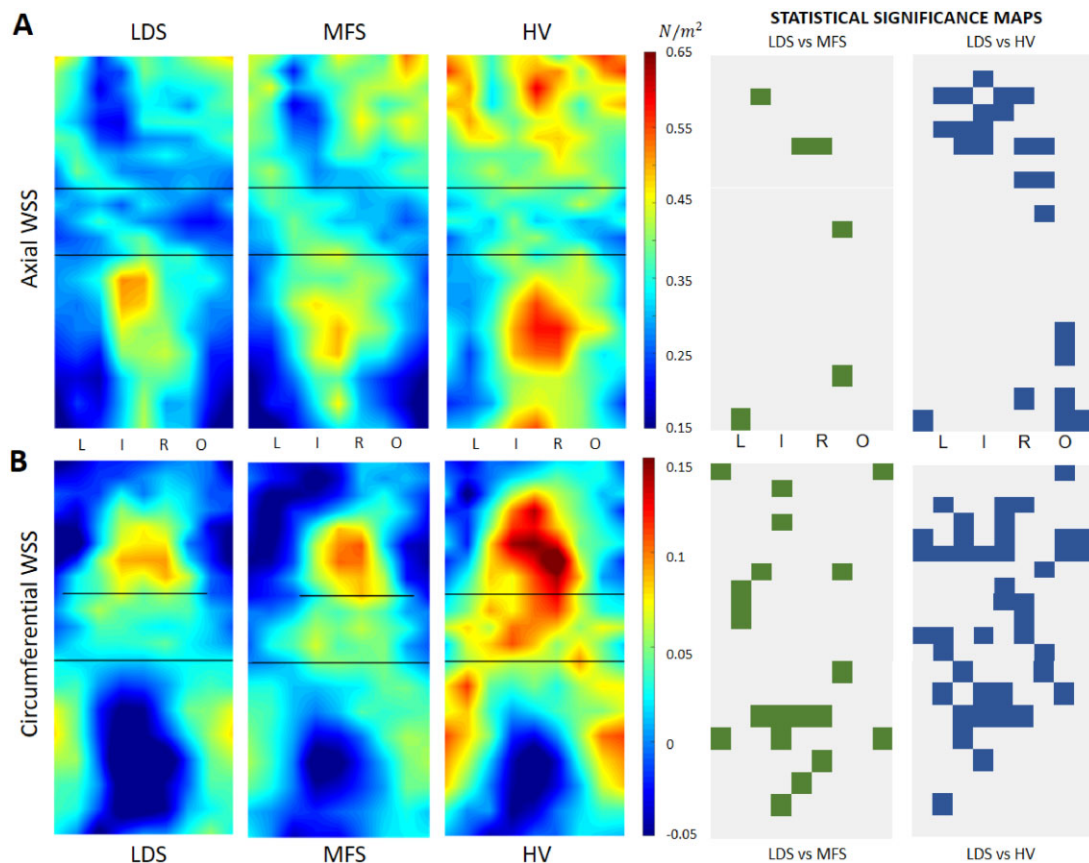 A
LDS MFS HV
N/m²
STATISTICAL SIGNIFICANCE MAPS
LDS vs MFS LDS vs HV
Axial WSS
0.65
0.55
0.45
0.35
0.25
0.15
L I R O L I R O L I R O L I R O L I R O
B
Circumferential WSS
0.15
0.1
0.05
0
-0.05
LDS MFS HV
LDS vs MFS LDS vs HV